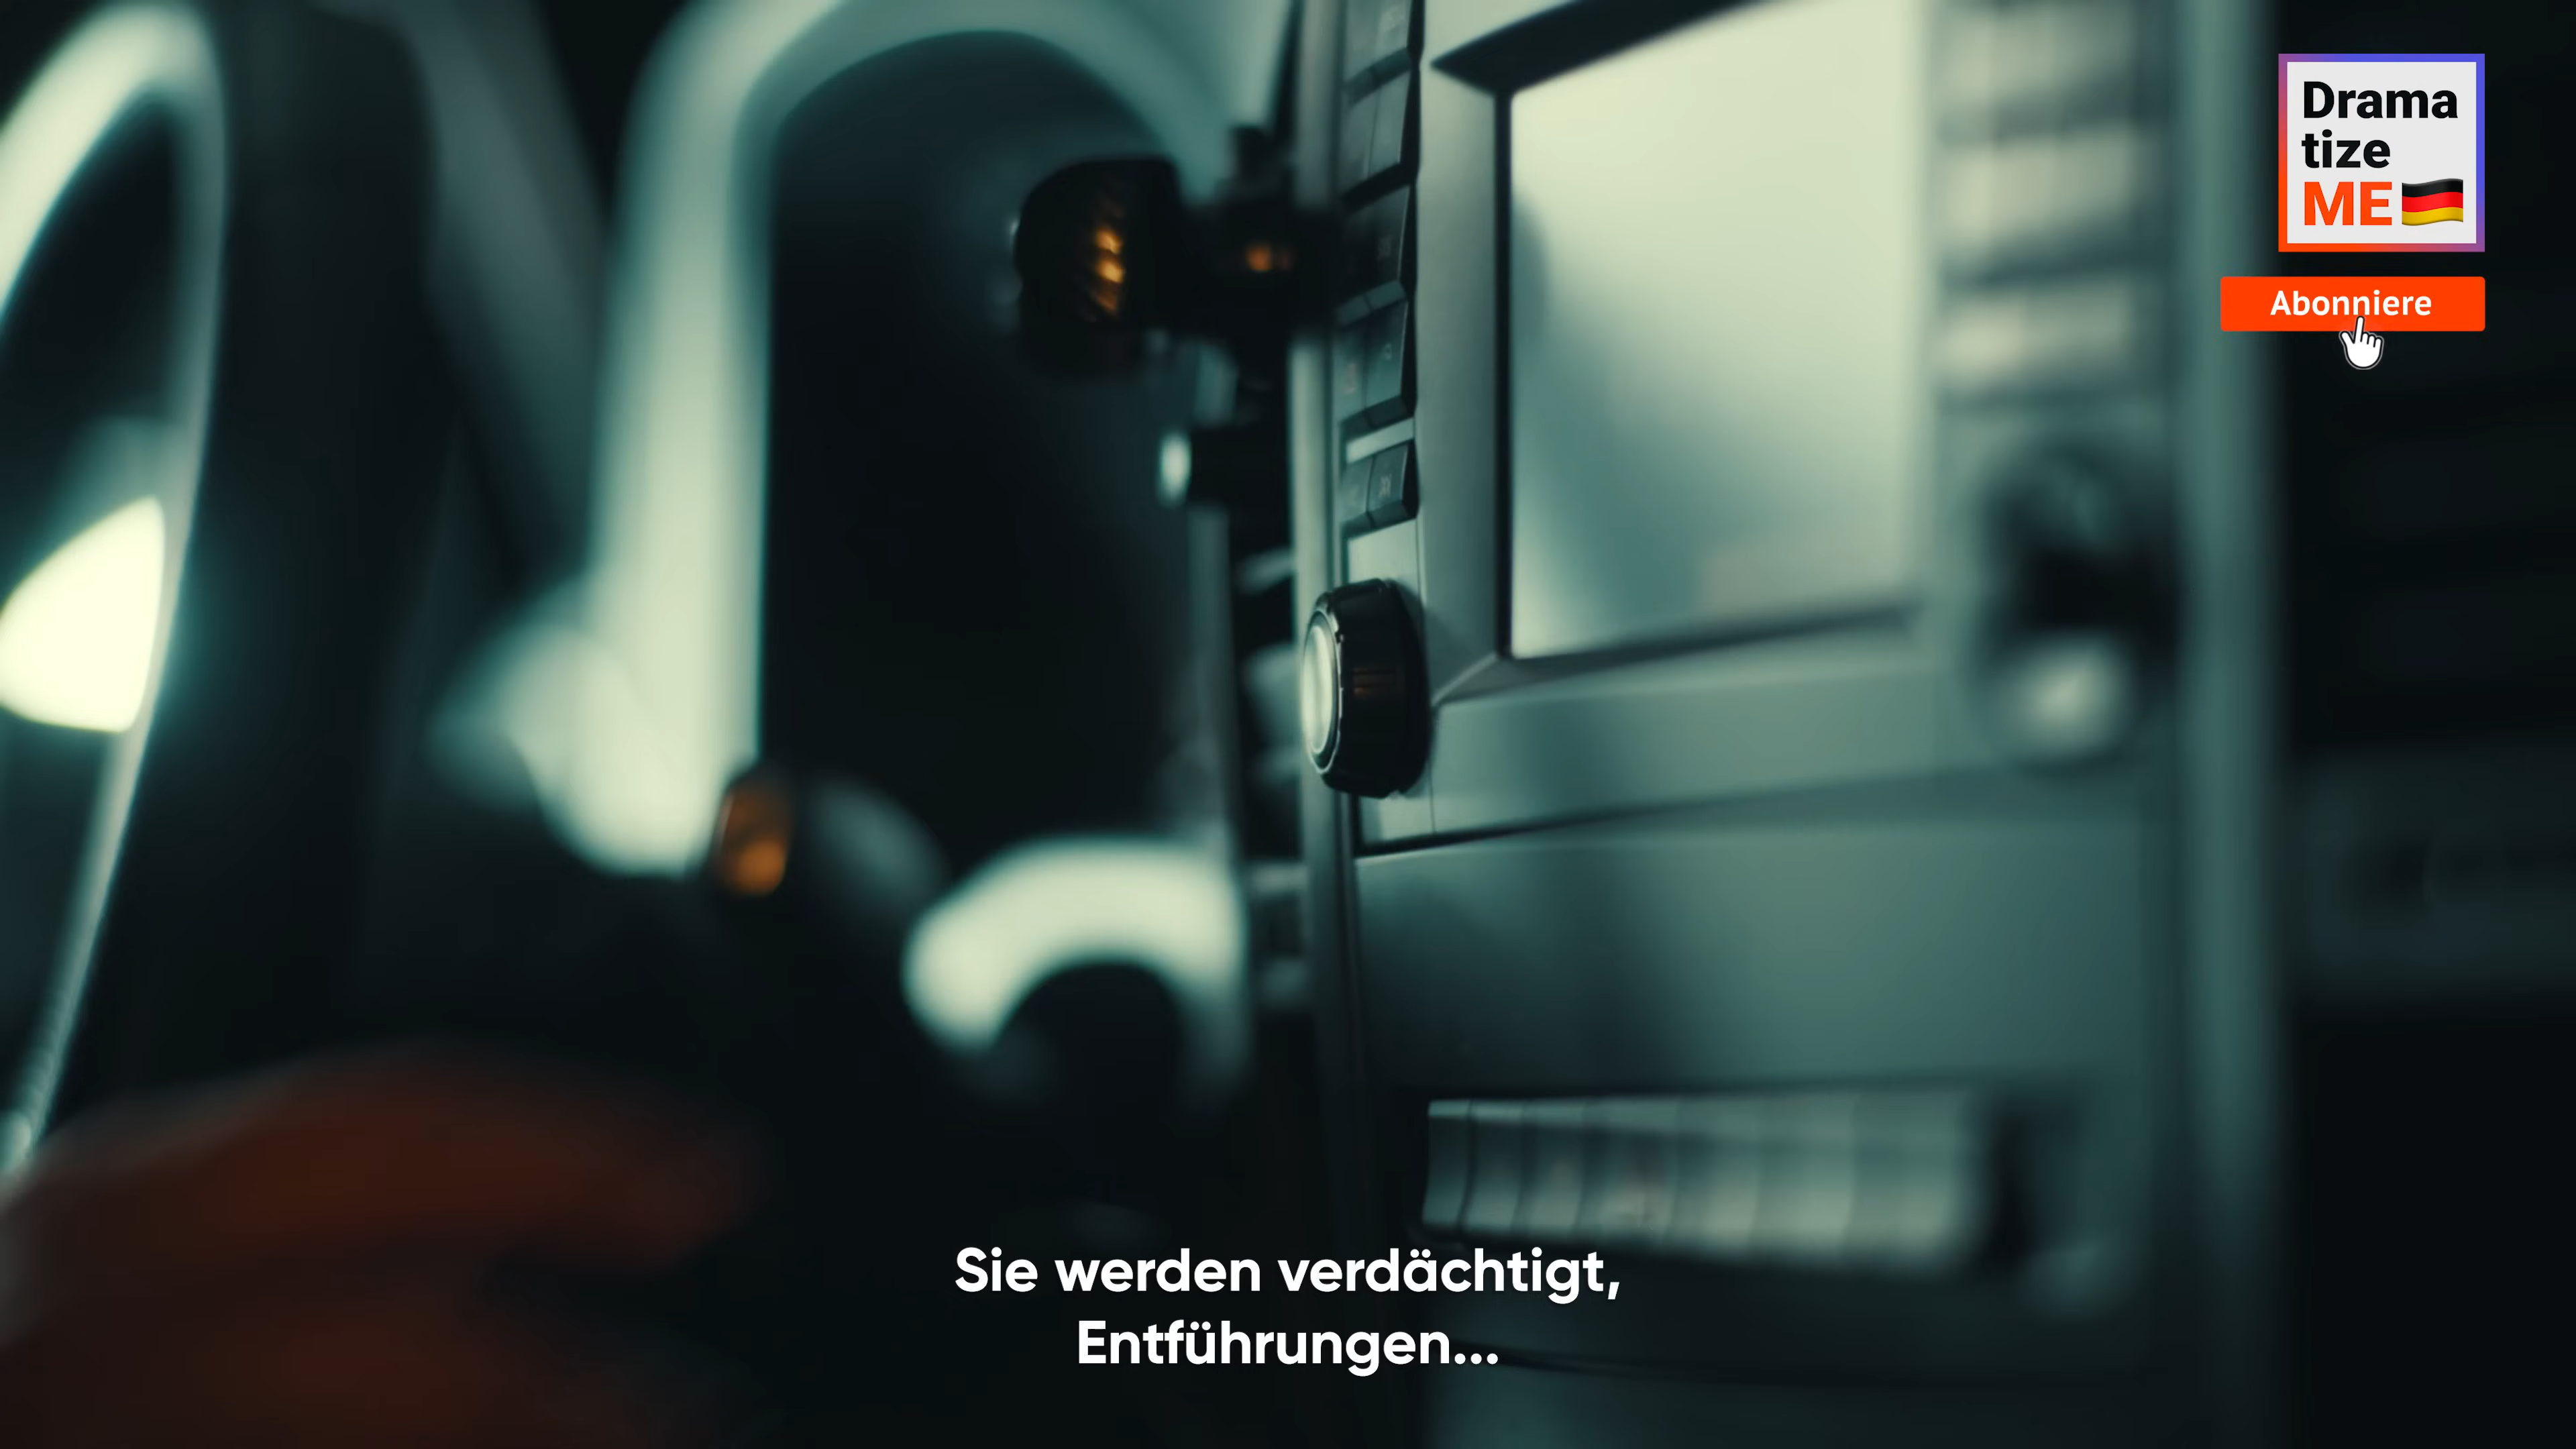 Drama
tize
ME
Abonniere
Sie werden verdächtigt,
Entführungen...